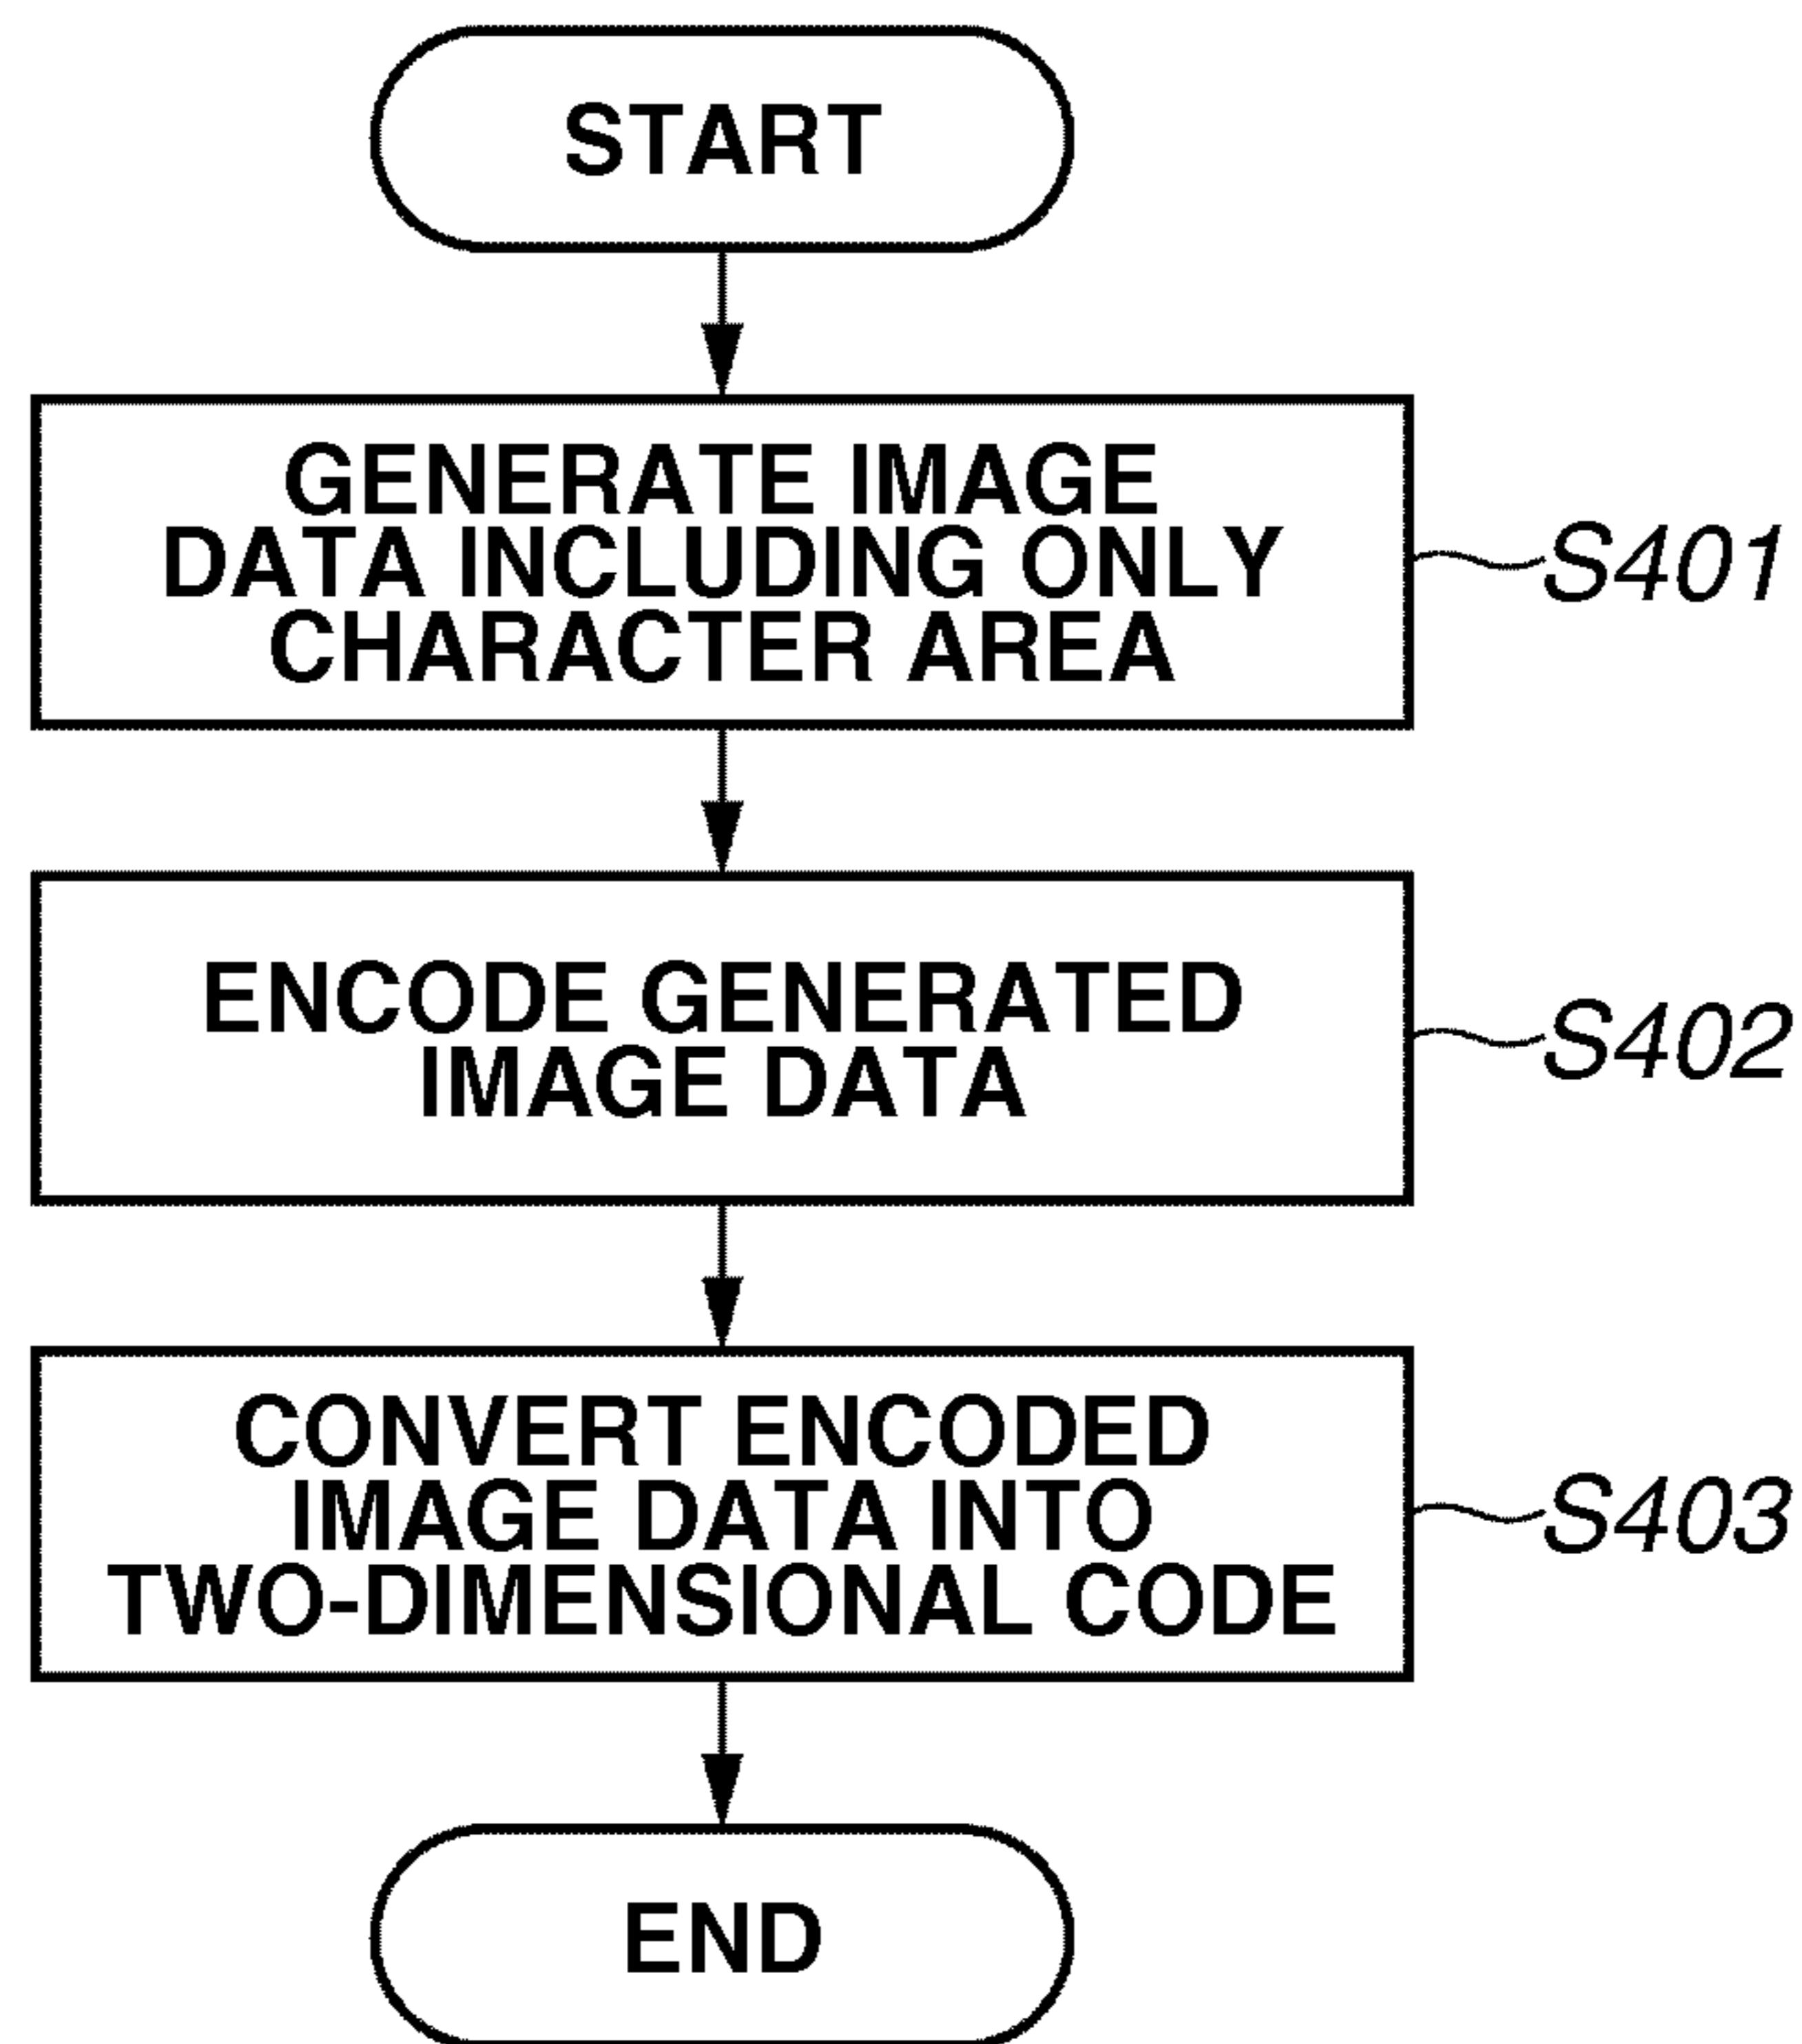 START
GENERATE IMAGE
DATA INCLUDING ONLY
CHARACTER AREA
S401
ENCODE GENERATED
IMAGE DATA
S402
CONVERT ENCODED
IMAGE DATA INTO
TWO-DIMENSIONAL CODE
S403
END